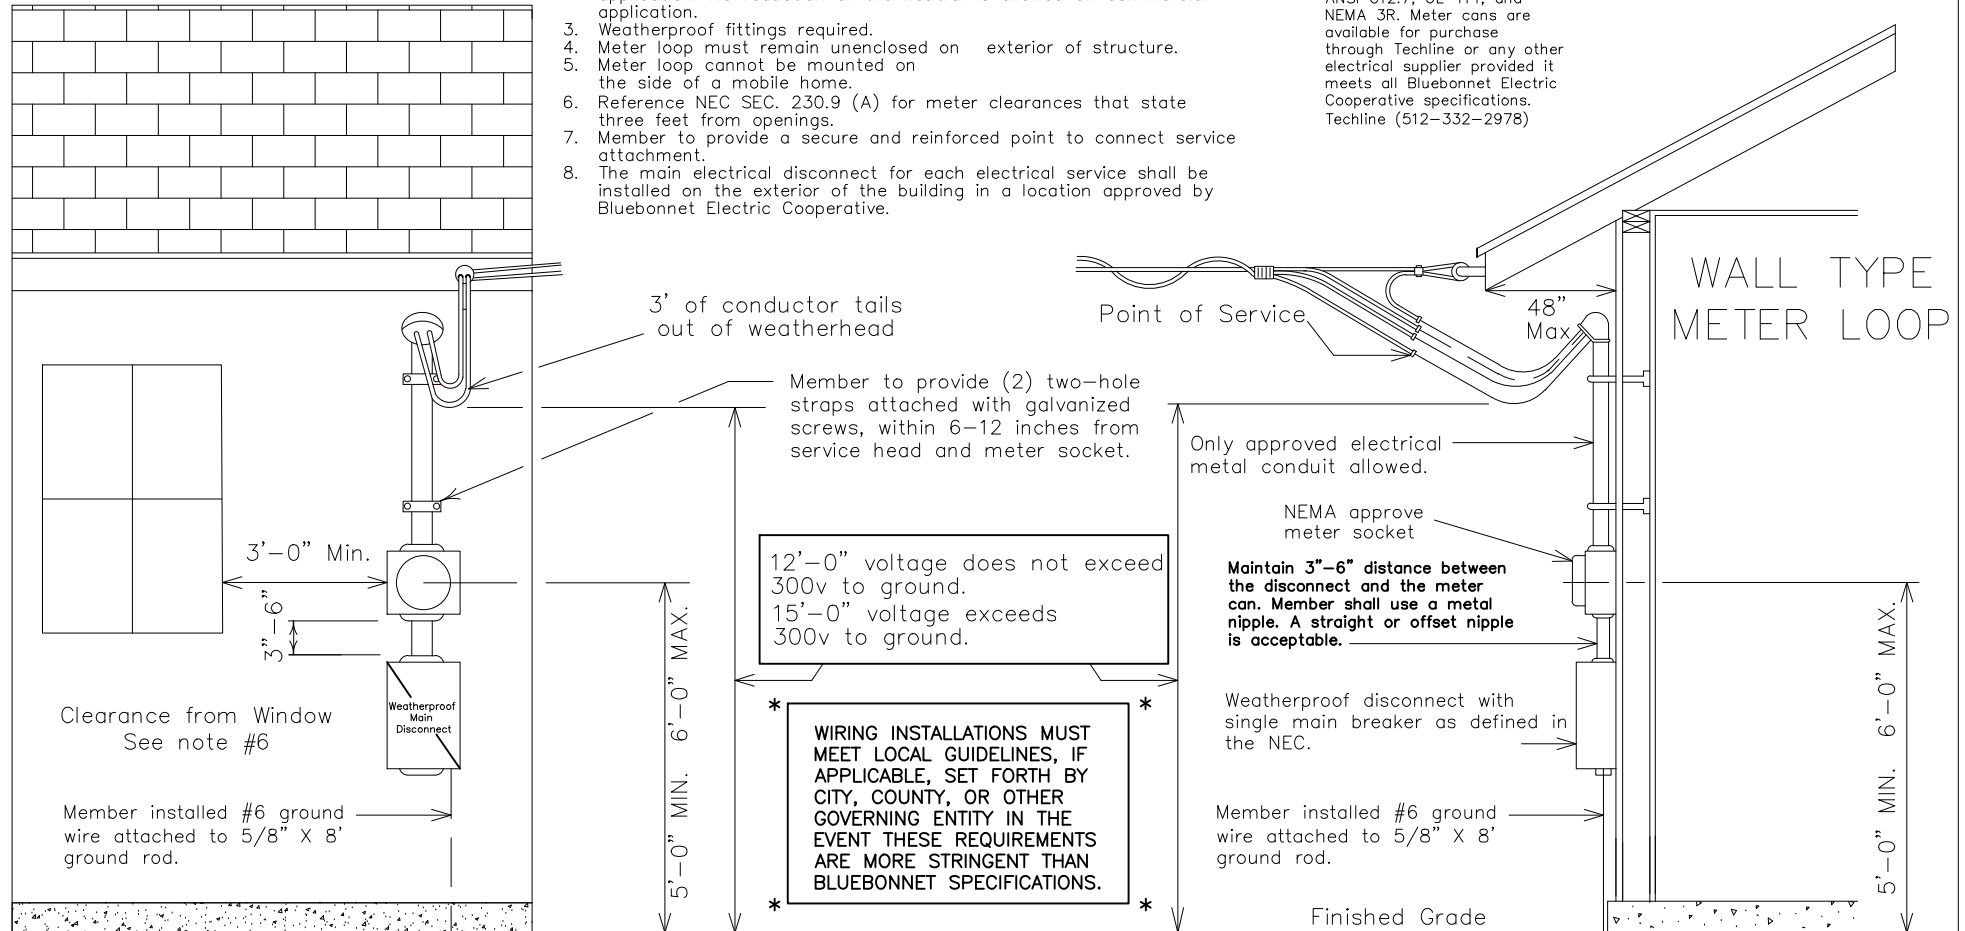 application.
3. Weatherproof fittings required.
4. Meter loop must remain unenclosed on exterior of structure.
5. Meter loop cannot be mounted on
the side of a mobile home.
6. Reference NEC SEC. 230.9 (A) for meter clearances that state
three feet from openings.
7. Member to provide a secure and reinforced point to connect service
attachment.
8. The main electrical disconnect for each electrical service shall be
installed on the exterior of the building in a location approved by
Bluebonnet Electric Cooperative.
NEMA 3R. Meter cans are
available for purchase
through Techline or any other
electrical supplier provided it
meets all Bluebonnet Electric
Cooperative specifications.
Techline (512-332-2978)
WALL TYPE
METER LOOP
3' of conductor tails
out of weatherhead
Point of Service
48"
Max
Member to provide (2) two-hole
straps attached with galvanized
screws, within 6-12 inches from
service head and meter socket.
Only approved electrical
metal conduit allowed.
NEMA approve
meter socket
3'-0" Min.
3"-6"
12'-0" voltage does not exceed
300v to ground.
15'-0" voltage exceeds
300v to ground.
Maintain 3"-6" distance between
the disconnect and the meter
can. Member shall use a metal
nipple. A straight or offset nipple
is acceptable.
Weatherproof
Main
Disconnect
Clearance from Window
See note #6
5'-0" MIN. 6'-0" MAX.
* *
WIRING INSTALLATIONS MUST
MEET LOCAL GUIDELINES, IF
APPLICABLE, SET FORTH BY
CITY, COUNTY, OR OTHER
GOVERNING ENTITY IN THE
EVENT THESE REQUIREMENTS
ARE MORE STRINGENT THAN
BLUEBONNET SPECIFICATIONS.
* *
Weatherproof disconnect with
single main breaker as defined in
the NEC.
5'-0" MIN. 6'-0" MAX.
Member installed #6 ground
wire attached to 5/8" X 8'
ground rod.
Member installed #6 ground
wire attached to 5/8" X 8'
ground rod.
Finished Grade